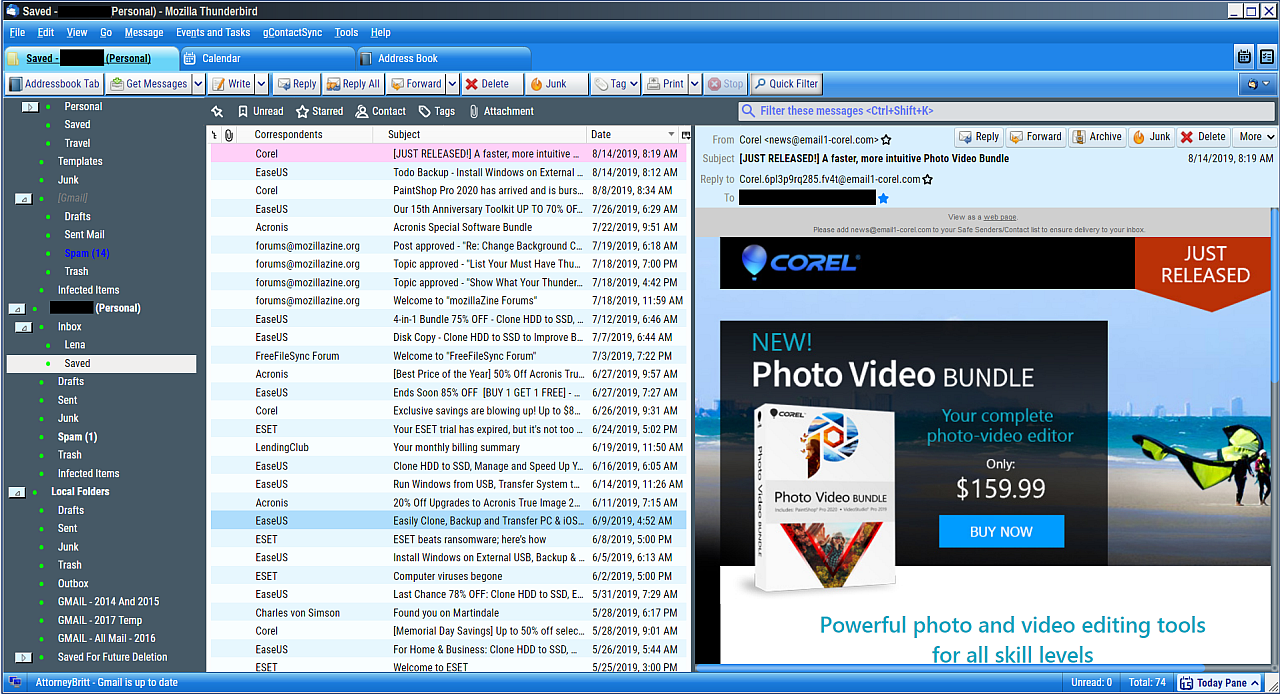 Saved - Personal) - Mozilla Thunderbird
File Edit View Go Message Events and Tasks gContactSync Tools Help
Saved - (Personal) Calendar Address Book
Addressbook Tab Get Messages Write Reply Reply All Forward Delete Junk Tag Print Stop Quick Filter
Personal
Saved
Travel
Templates
Junk
[Gmail]
Drafts
Sent Mail
Spam (14)
Trash
Infected Items
(Personal)
Inbox
Lena
Saved
Drafts
Sent
Junk
Spam (1)
Trash
Infected Items
Local Folders
Drafts
Sent
Junk
Trash
Outbox
GMAIL - 2014 And 2015
GMAIL - 2017 Temp
GMAIL - All Mail - 2016
Saved For Future Deletion
Unread Starred Contact Tags Attachment
Filter these messages <Ctrl+Shift+K>
Correspondents Subject Date
Corel [JUST RELEASED!] A faster, more intuitive ... 8/14/2019, 8:19 AM
EaseUS Todo Backup - Install Windows on External ... 8/14/2019, 8:12 AM
Corel PaintShop Pro 2020 has arrived and is burs... 8/8/2019, 8:34 AM
EaseUS Our 15th Anniversary Toolkit UP TO 70% OF... 7/26/2019, 6:29 AM
Acronis Acronis Special Software Bundle 7/22/2019, 9:51 AM
forums@mozillazine.org Post approved - "Re: Change Background C... 7/19/2019, 6:18 AM
forums@mozillazine.org Topic approved - "List Your Must Have Thu... 7/18/2019, 7:00 PM
forums@mozillazine.org Topic approved - "Show What Your Thunder... 7/18/2019, 4:42 PM
forums@mozillazine.org Welcome to "mozillaZine Forums" 7/18/2019, 11:59 AM
EaseUS 4-in-1 Bundle 75% OFF - Clone HDD to SSD, ... 7/12/2019, 6:46 AM
EaseUS Disk Copy - Clone HDD to SSD to Improve B... 7/7/2019, 6:44 AM
FreeFileSync Forum Welcome to "FreeFileSync Forum" 7/3/2019, 7:22 PM
Acronis [Best Price of the Year] 50% Off Acronis Tru... 6/27/2019, 9:57 AM
EaseUS Ends Soon 85% OFF [BUY 1 GET 1 FREE] - ... 6/27/2019, 7:27 AM
Corel Exclusive savings are blowing up! Up to $8... 6/26/2019, 9:31 AM
ESET Your ESET trial has expired, but it's not too ... 6/24/2019, 5:02 PM
LendingClub Your monthly billing summary 6/19/2019, 11:50 AM
EaseUS Clone HDD to SSD, Manage and Speed Up Y... 6/16/2019, 6:05 AM
EaseUS Run Windows from USB, Transfer System t... 6/14/2019, 11:26 AM
Acronis 20% Off Upgrades to Acronis True Image 2... 6/11/2019, 7:15 AM
EaseUS Easily Clone, Backup and Transfer PC & iOS... 6/9/2019, 4:52 AM
ESET ESET beats ransomware; here's how 6/8/2019, 5:00 PM
EaseUS Install Windows on External USB, Backup & ... 6/5/2019, 6:13 AM
ESET Computer viruses begone 6/2/2019, 5:00 PM
EaseUS Last Chance 78% OFF: Clone HDD to SSD, E... 5/31/2019, 7:29 AM
Charles von Simson Found you on Martindale 5/28/2019, 6:17 PM
Corel [Memorial Day Savings] Up to 50% off selec... 5/28/2019, 9:01 AM
EaseUS For Home & Business: Clone HDD to SSD, ... 5/26/2019, 5:44 AM
ESET Welcome to ESET 5/25/2019, 3:00 PM
From Corel <news@email1-corel.com> Reply Forward Archive Junk Delete More
Subject [JUST RELEASED!] A faster, more intuitive Photo Video Bundle 8/14/2019, 8:19 AM
Reply to Corel.6pl3p9rq285.fv4t@email1-corel.com
To
View as a web page.
Please add news@email1-corel.com to your Safe Senders/Contact list to ensure delivery to your inbox.
COREL
JUST
RELEASED
NEW!
Photo Video BUNDLE
COREL
Photo Video BUNDLE
Photo Video BUNDLE
Includes: PaintShop Pro 2020 • VideoStudio Pro 2019
Your complete
photo-video editor
Only:
$159.99
BUY NOW
Powerful photo and video editing tools
for all skill levels
AttorneyBritt - Gmail is up to date Unread: 0 Total: 74 Today Pane